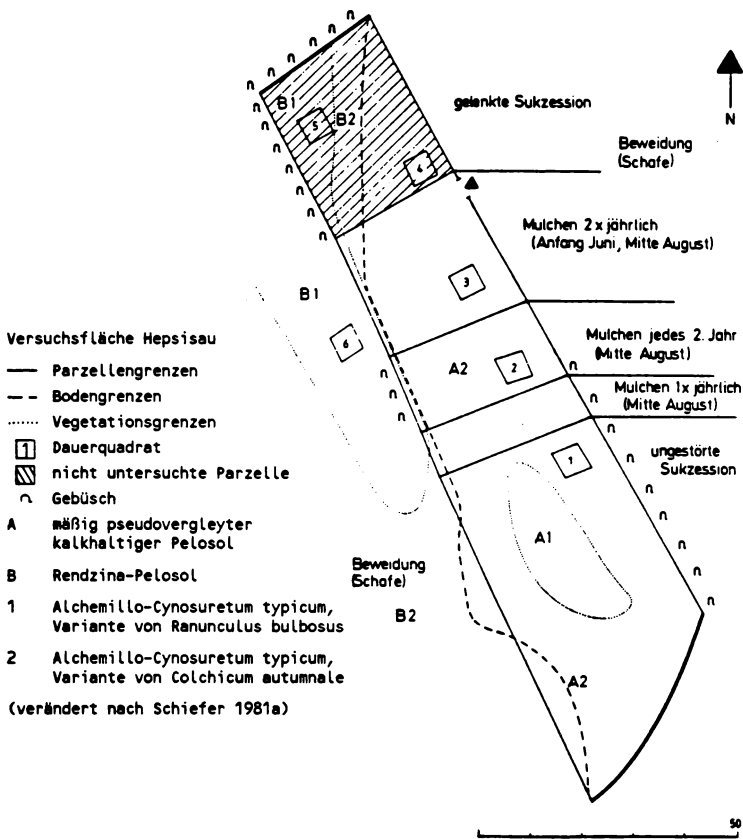 B1
5
B2
4
gelenkte Sukzession
N
Beweidung
(Schafe)
Mulchen 2x jährlich
(Anfang Juni, Mitte August)
3
B1
6
Mulchen jedes 2. Jahr
(Mitte August)
A2
2
Mulchen 1x jährlich
(Mitte August)
ungestörte
Sukzession
1
A1
Beweidung
(Schafe)
B2
A2
50
Versuchsfläche Hepsisau
Parzellengrenzen
Bodengrenzen
Vegetationsgrenzen
1 Dauerquadrat
nicht untersuchte Parzelle
Gebüsch
A mäßig pseudovergleyter
kalkhaltiger Pelosol
B Rendzina-Pelosol
1 Alchemillo-Cynosuretum typicum,
Variante von Ranunculus bulbosus
2 Alchemillo-Cynosuretum typicum,
Variante von Colchicum autumnale
(verändert nach Schiefer 1981a)